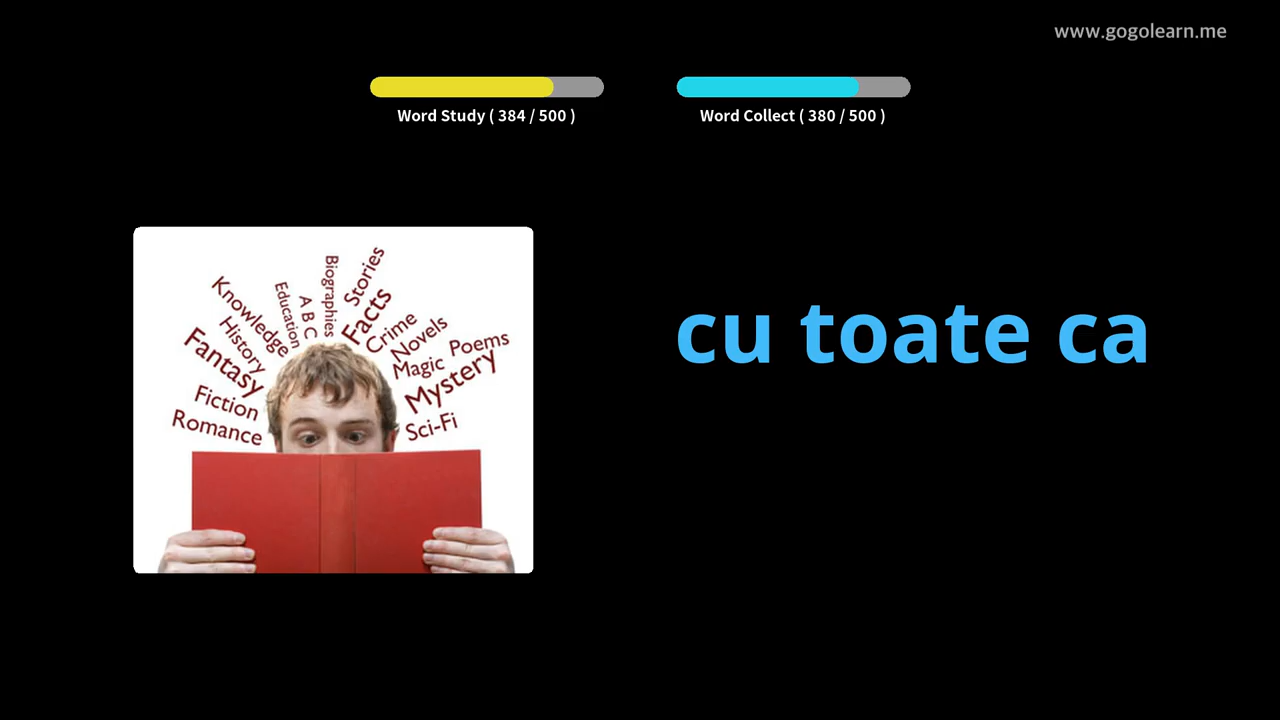 www.gogolearn.me
Word Study ( 384 / 500 )
Word Collect ( 380 / 500 )
cu toate ca
Stories
Biographies
Facts
A B C
Education
Knowledge
Crime
Novels
History
Poems
Fantasy
Magic
Mystery
Fiction
Sci-Fi
Romance